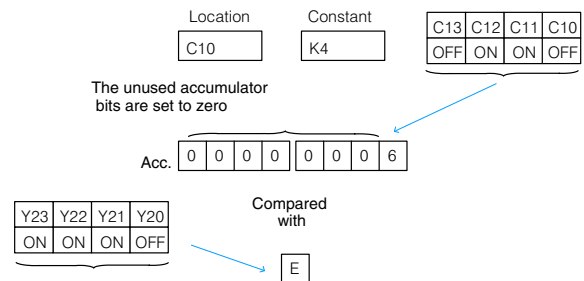 Location Constant
C13 C12 C11 C10
C10 K4
OFF ON ON OFF
The unused accumulator
bits are set to zero
Acc. 0 0 0 0 0 0 0 6
Compared
with
Y23 Y22 Y21 Y20
ON ON ON OFF
E